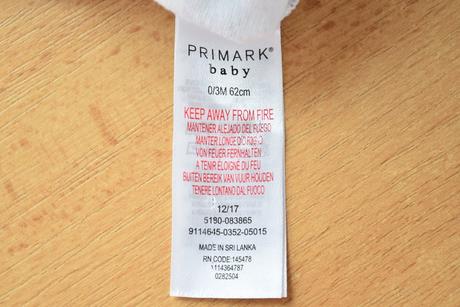 PRIMARK®
baby
0/3M 62cm
KEEP AWAY FROM FIRE
MANTENER ALEJADO DEL FUEGO
MANTER LONGE DO FOGO
VON FEUER FERNHALTEN
A TENIR ÉLOIGNÉ DU FEU
BUITEN BEREIK VAN VUUR HOUDEN
TENERE LONTANO DAL FUOCO
12/17
5180-083865
9114645-0352-05015
MADE IN SRI LANKA
RN CODE:145478
1114364787
0282504